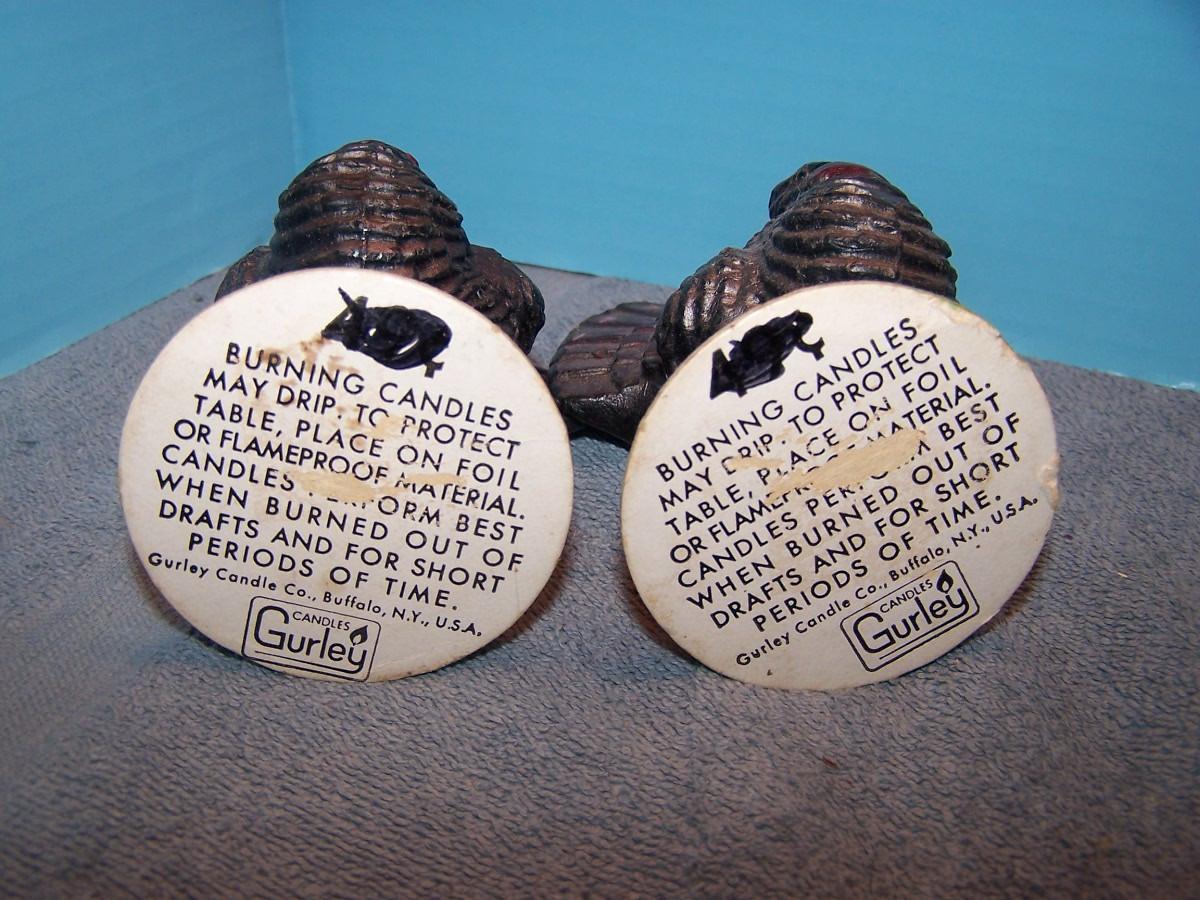 BURNING CANDLES
MAY DRIP, TO PROTECT
TABLE, PLACE ON FOIL
OR FLAMEPROOF MATERIAL.
CANDLES PERFORM BEST
WHEN BURNED OUT OF
DRAFTS AND FOR SHORT
PERIODS OF TIME.
Gurley Candle Co., Buffalo, N.Y., U.S.A.
CANDLES
Gurley
BURNING CANDLES
MAY DRIP, TO PROTECT
TABLE, PLACE ON FOIL
OR FLAMEPROOF MATERIAL.
CANDLES PERFORM BEST
WHEN BURNED OUT OF
DRAFTS AND FOR SHORT
PERIODS OF TIME.
Gurley Candle Co., Buffalo, N.Y., U.S.A.
CANDLES
Gurley